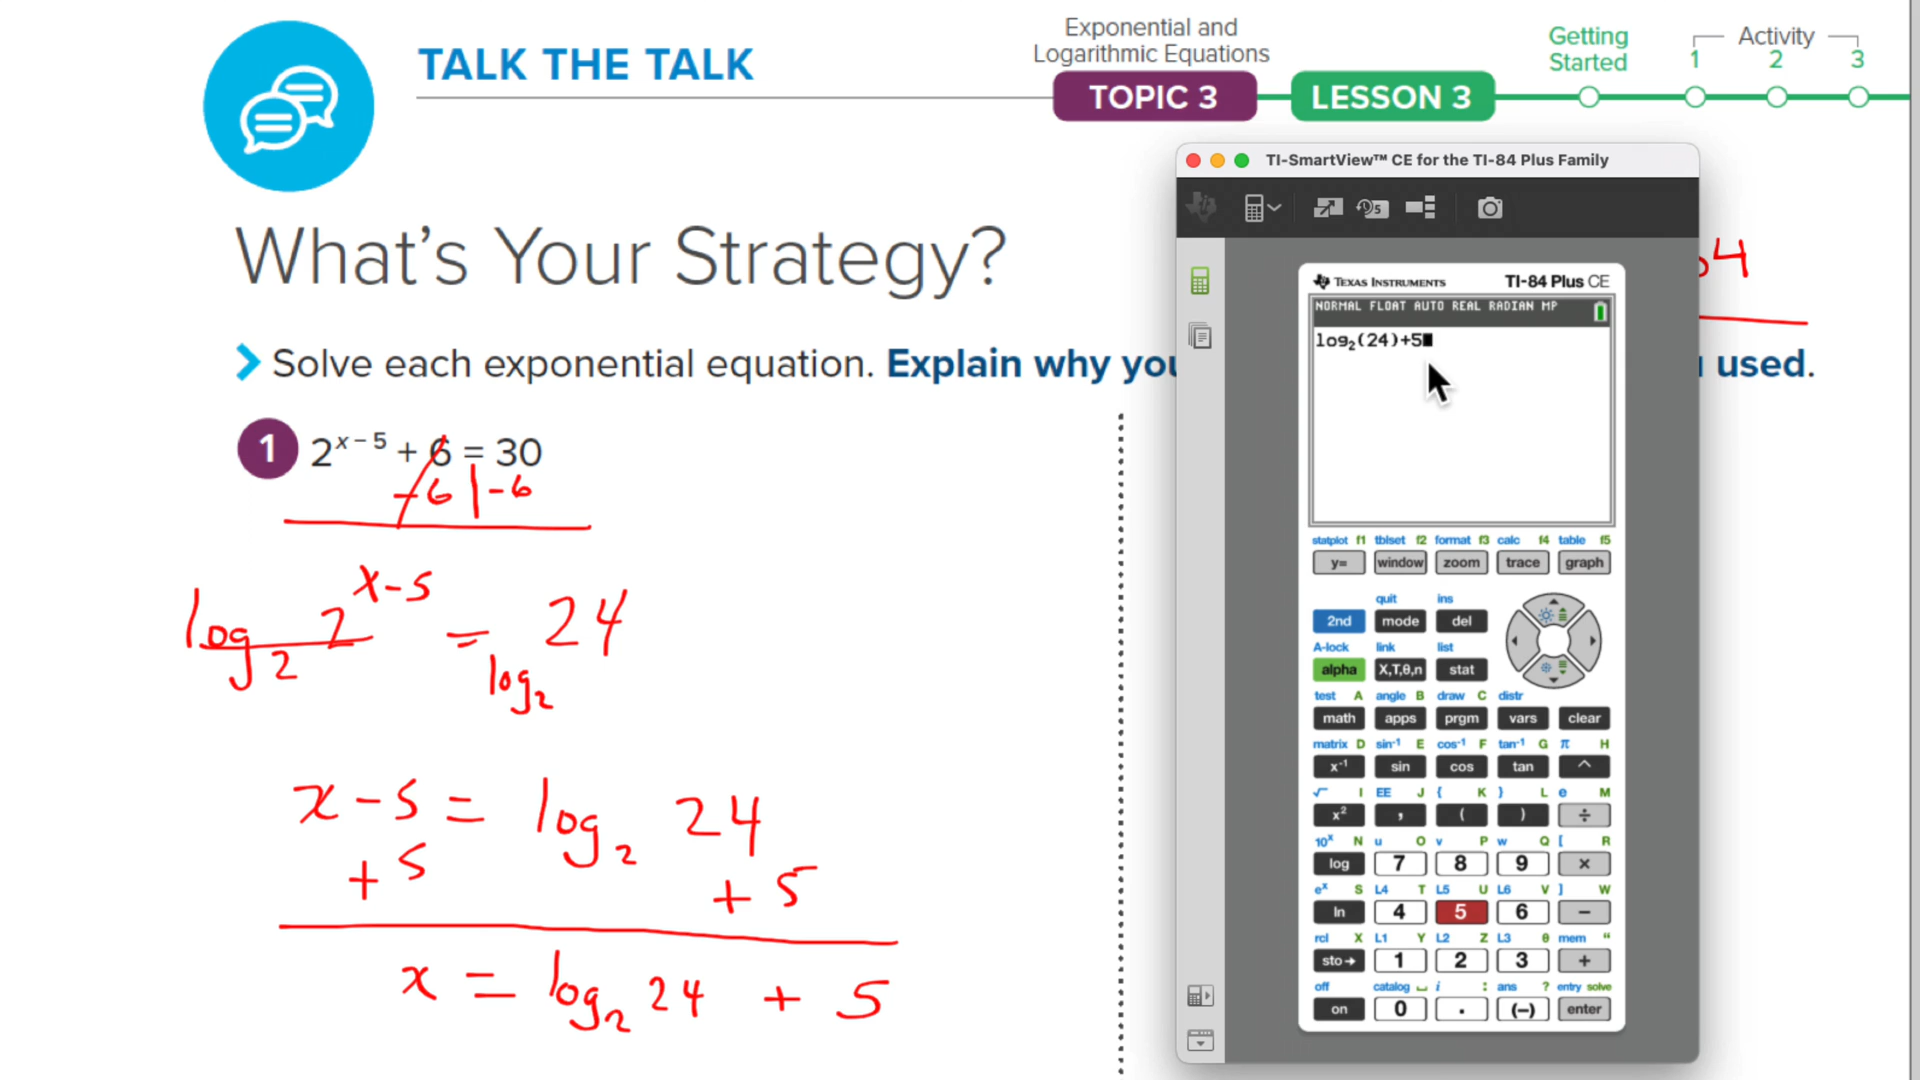 TALK THE TALK
Exponential and
Logarithmic Equations
TOPIC 3
LESSON 3
Getting
Started
Activity
1 2 3
What's Your Strategy?
Solve each exponential equation. Explain why you
used.
64
1 2^{x-5} + 6 = 30
-6 | -6
log_2 2^{x-5} = log_2 24
x-5 = log_2 24
+5 +5
x = log_2 24 + 5
TI-SmartView™ CE for the TI-84 Plus Family
TEXAS INSTRUMENTS TI-84 Plus CE
NORMAL FLOAT AUTO REAL RADIAN MP
log₂(24)+5
statplot f1 tblset f2 format f3 calc f4 table f5
y= window zoom trace graph
quit ins
2nd mode del
A-lock link list
alpha X,T,θ,n stat
test A angle B draw C distr
math apps prgm vars clear
matrix D sin⁻¹ E cos⁻¹ F tan⁻¹ G π H
x⁻¹ sin cos tan ^
√ I EE J { K } L e M
x² , ( ) ÷
10ˣ N u O v P w Q [ R
log 7 8 9 ×
eˣ S L4 T L5 U L6 V ] W
ln 4 5 6 −
rcl X L1 Y L2 Z L3 θ mem "
sto→ 1 2 3 +
off catalog ⎵ i : ans ? entry solve
on 0 . (−) enter